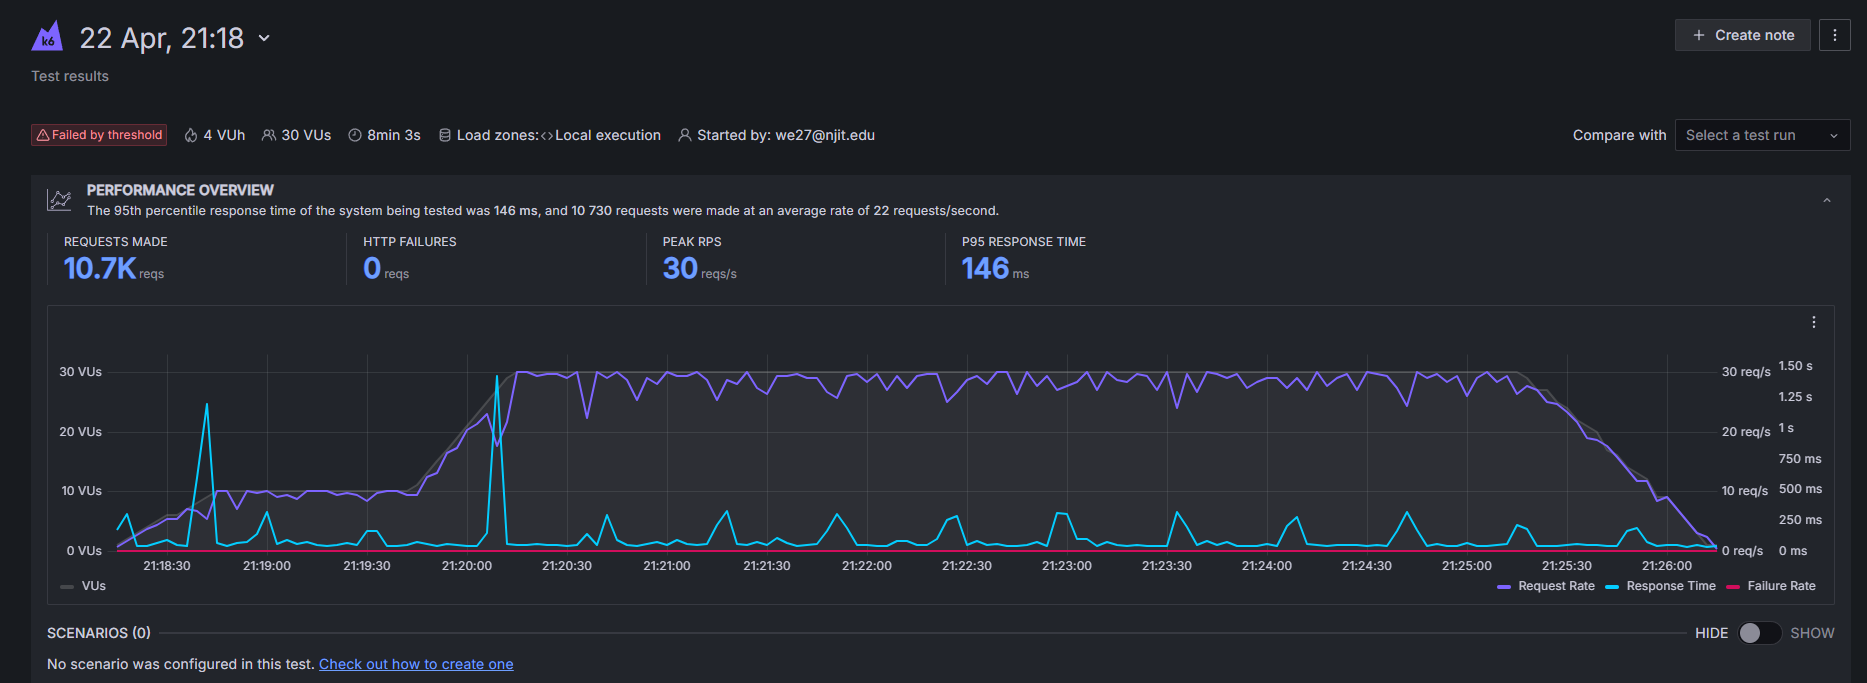 k6
22 Apr, 21:18
Create note
Test results
Failed by threshold
4 VUh
30 VUs
8min 3s
Load zones:<>Local execution
Started by: we27@njit.edu
Compare with
Select a test run
PERFORMANCE OVERVIEW
The 95th percentile response time of the system being tested was 146 ms, and 10 730 requests were made at an average rate of 22 requests/second.
REQUESTS MADE
10.7K reqs
HTTP FAILURES
0 reqs
PEAK RPS
30 reqs/s
P95 RESPONSE TIME
146 ms
30 VUs
20 VUs
10 VUs
0 VUs
30 req/s
20 req/s
10 req/s
0 req/s
1.50 s
1.25 s
1 s
750 ms
500 ms
250 ms
0 ms
21:18:30
21:19:00
21:19:30
21:20:00
21:20:30
21:21:00
21:21:30
21:22:00
21:22:30
21:23:00
21:23:30
21:24:00
21:24:30
21:25:00
21:25:30
21:26:00
VUs
Request Rate
Response Time
Failure Rate
SCENARIOS (0)
HIDE
SHOW
No scenario was configured in this test. Check out how to create one